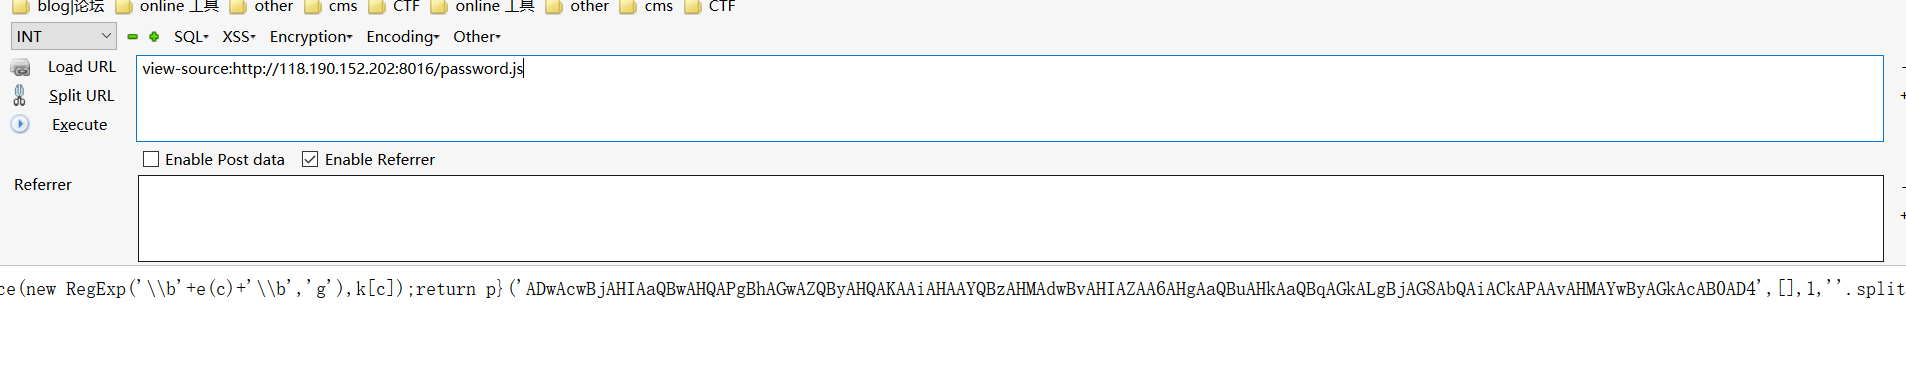 blog|论坛 online 工具 other cms CTF online 工具 other cms CTF
INT SQL XSS Encryption Encoding Other
Load URL view-source:http://118.190.152.202:8016/password.js
Split URL
Execute
Enable Post data Enable Referrer
Referrer
ce(new RegExp('\\b'+e(c)+'\\b','g'),k[c]);return p}('ADwAcwBjAHIAaQBwAHQAPgBhAGwAZQByAHQAKAAiAHAAYQBzAHMAdwBvAHIAZAA6AHgAaQBuAHkAaQBqAGkALgBjAG8AbQAiACkAPAAvAHMAYwByAGkAcAB0AD4',[],1,''.split